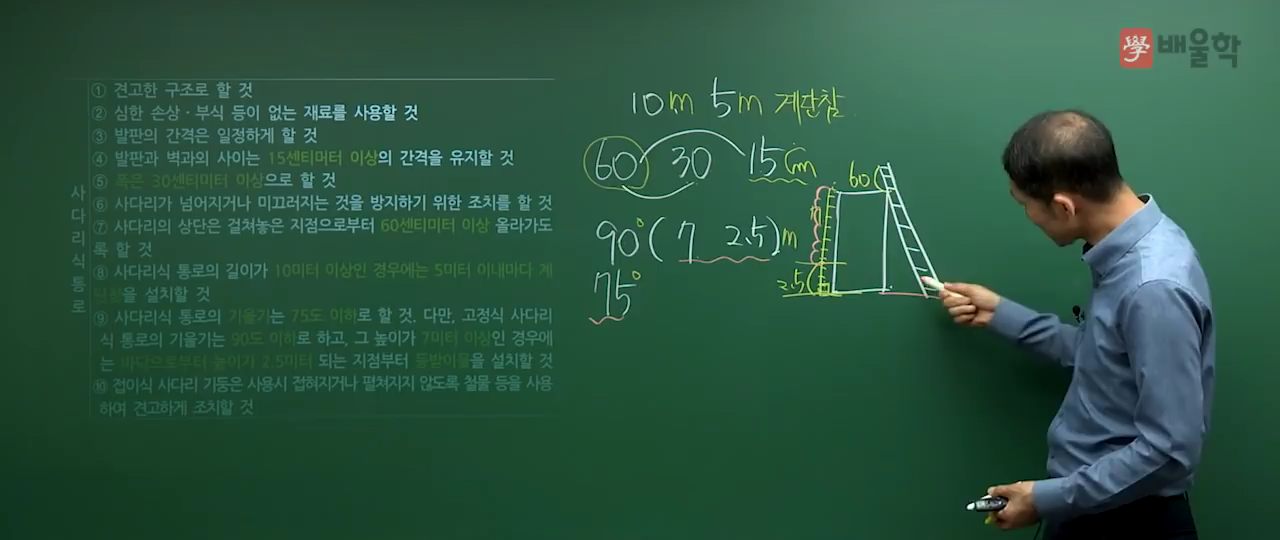 學 배울학
사다리식 통로
① 견고한 구조로 할 것
② 심한 손상·부식 등이 없는 재료를 사용할 것
③ 발판의 간격은 일정하게 할 것
④ 발판과 벽과의 사이는 15센티미터 이상의 간격을 유지할 것
⑤ 폭은 30센티미터 이상으로 할 것
⑥ 사다리가 넘어지거나 미끄러지는 것을 방지하기 위한 조치를 할 것
⑦ 사다리의 상단은 걸쳐놓은 지점으로부터 60센티미터 이상 올라가도
록 할 것
⑧ 사다리식 통로의 길이가 10미터 이상인 경우에는 5미터 이내마다 계
단참을 설치할 것
⑨ 사다리식 통로의 기울기는 75도 이하로 할 것. 다만, 고정식 사다리
식 통로의 기울기는 90도 이하로 하고, 그 높이가 7미터 이상인 경우에
는 바닥으로부터 높이가 2.5미터 되는 지점부터 등받이울을 설치할 것
⑩ 접이식 사다리 기둥은 사용시 접혀지거나 펼쳐지지 않도록 철물 등을 사용
하여 견고하게 조치할 것
10m 5m 계단참.
60 30 15cm
90°( 7 2.5)m
75°
60
2.5